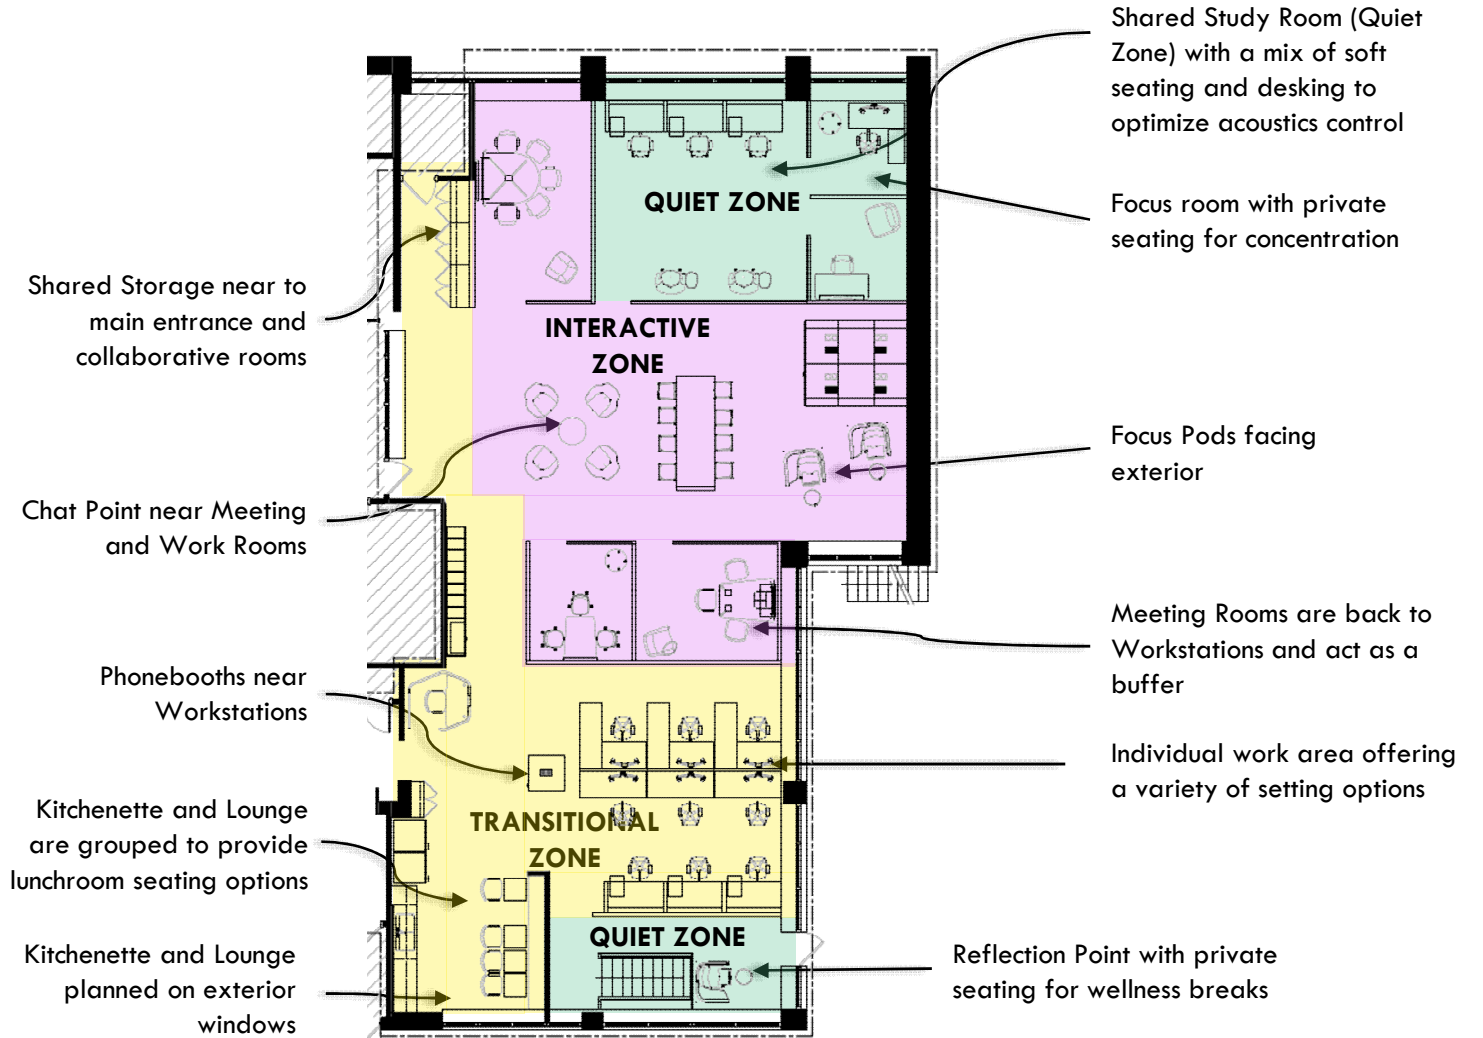 Shared Study Room (Quiet
Zone) with a mix of soft
seating and desking to
optimize acoustics control
QUIET ZONE
Focus room with private
seating for concentration
Shared Storage near to
main entrance and
collaborative rooms
INTERACTIVE
ZONE
Focus Pods facing
exterior
Chat Point near Meeting
and Work Rooms
Meeting Rooms are back to
Workstations and act as a
buffer
Phonebooths near
Workstations
Individual work area offering
a variety of setting options
Kitchenette and Lounge
are grouped to provide
lunchroom seating options
TRANSITIONAL
ZONE
QUIET ZONE
Kitchenette and Lounge
planned on exterior
windows
Reflection Point with private
seating for wellness breaks